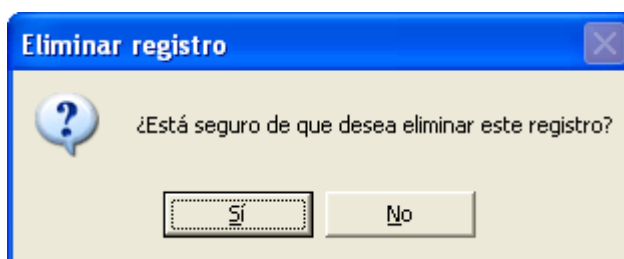 Eliminar registro
¿Está seguro de que desea eliminar este registro?
Sí No